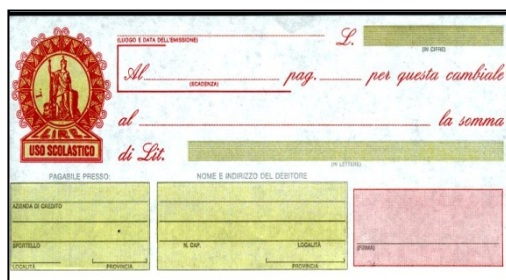 (LUOGO E DATA DELL'EMISSIONE) L.
(IN CIFRE)
Al pag. per questa cambiale
(SCADENZA)
al la somma
LIRE
USO SCOLASTICO
di Lit.
(IN LETTERE)
PAGABILE PRESSO: NOME E INDIRIZZO DEL DEBITORE
AZIENDA DI CREDITO
SPORTELLO N. CAP. LOCALITÀ (FIRMA)
LOCALITÀ PROVINCIA PROVINCIA